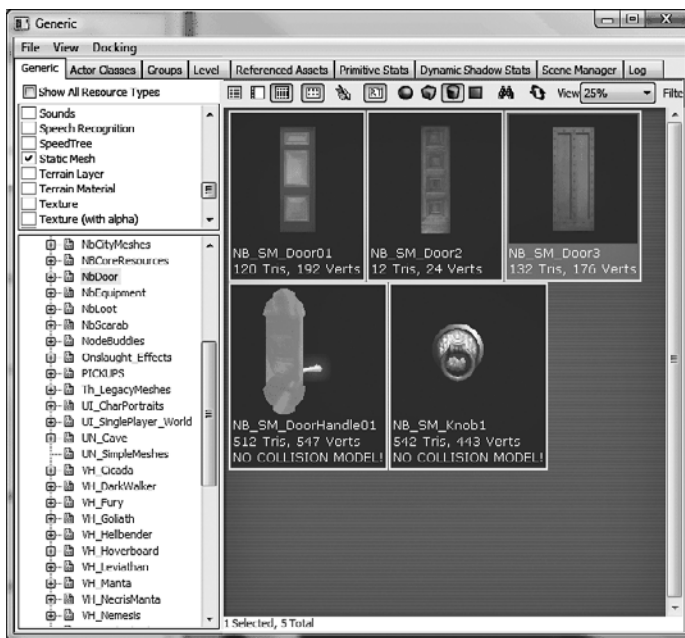 Generic
File View Docking
Generic Actor Classes Groups Level Referenced Assets Primitive Stats Dynamic Shadow Stats Scene Manager Log
Show All Resource Types
View 25% Filte
Sounds
Speech Recognition
SpeedTree
Static Mesh
Terrain Layer
Terrain Material
Texture
Texture (with alpha)
NbCityMeshes
NBCoreResources
NbDoor
NbEquipment
NbLoot
NbScarab
NodeBuddies
Onslaught_Effects
PICKUPS
Th_LegacyMeshes
UI_CharPortraits
UI_SinglePlayer_World
UN_Cave
UN_SimpleMeshes
VH_Cicada
VH_DarkWalker
VH_Fury
VH_Goliath
VH_Hellbender
VH_Hoverboard
VH_Leviathan
VH_Manta
VH_NecrisManta
VH_Nemesis
NB_SM_Door01
120 Tris, 192 Verts
NB_SM_Door2
12 Tris, 24 Verts
NB_SM_Door3
132 Tris, 176 Verts
NB_SM_DoorHandle01
512 Tris, 547 Verts
NO COLLISION MODEL!
NB_SM_Knob1
542 Tris, 443 Verts
NO COLLISION MODEL!
1 Selected, 5 Total